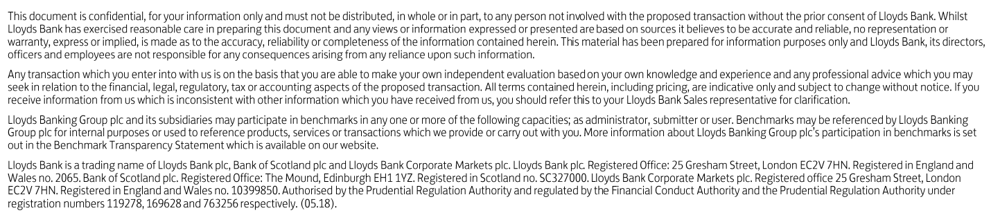 This document is confidential, for your information only and must not be distributed, in whole or in part, to any person not involved with the proposed transaction without the prior consent of Lloyds Bank. Whilst
Lloyds Bank has exercised reasonable care in preparing this document and any views or information expressed or presented are based on sources it believes to be accurate and reliable, no representation or
warranty, express or implied, is made as to the accuracy, reliability or completeness of the information contained herein. This material has been prepared for information purposes only and Lloyds Bank, its directors,
officers and employees are not responsible for any consequences arising from any reliance upon such information.
Any transaction which you enter into with us is on the basis that you are able to make your own independent evaluation based on your own knowledge and experience and any professional advice which you may
seek in relation to the financial, legal, regulatory, tax or accounting aspects of the proposed transaction. All terms contained herein, including pricing, are indicative only and subject to change without notice. If you
receive information from us which is inconsistent with other information which you have received from us, you should refer this to your Lloyds Bank Sales representative for clarification.
Lloyds Banking Group plc and its subsidiaries may participate in benchmarks in any one or more of the following capacities; as administrator, submitter or user. Benchmarks may be referenced by Lloyds Banking
Group plc for internal purposes or used to reference products, services or transactions which we provide or carry out with you. More information about Lloyds Banking Group plc's participation in benchmarks is set
out in the Benchmark Transparency Statement which is available on our website.
Lloyds Bank is a trading name of Lloyds Bank plc, Bank of Scotland plc and Lloyds Bank Corporate Markets plc. Lloyds Bank plc. Registered Office: 25 Gresham Street, London EC2V 7HN. Registered in England and
Wales no. 2065. Bank of Scotland plc. Registered Office: The Mound, Edinburgh EH1 1YZ. Registered in Scotland no. SC327000. Lloyds Bank Corporate Markets plc. Registered office 25 Gresham Street, London
EC2V 7HN. Registered in England and Wales no. 10399850. Authorised by the Prudential Regulation Authority and regulated by the Financial Conduct Authority and the Prudential Regulation Authority under
registration numbers 119278, 169628 and 763256 respectively. (05.18).